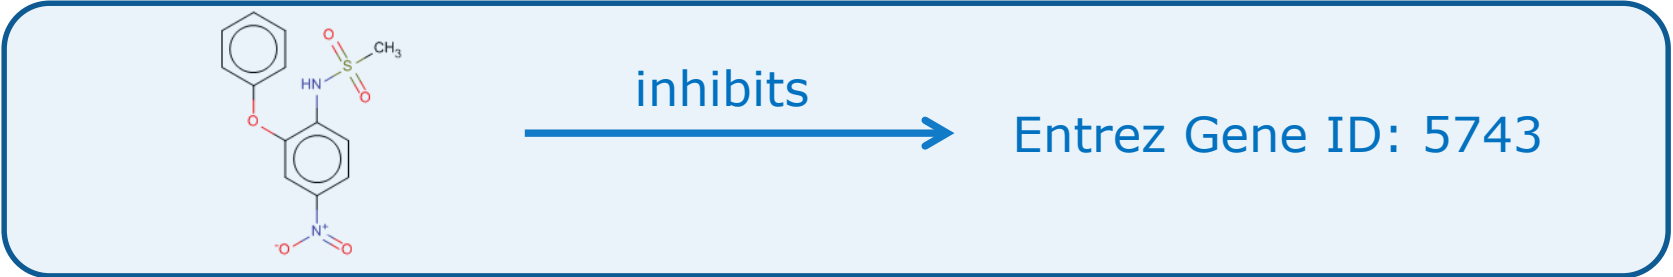 O
S
CH₃
HN
O
O
inhibits
Entrez Gene ID: 5743
N⁺
⁻O
O